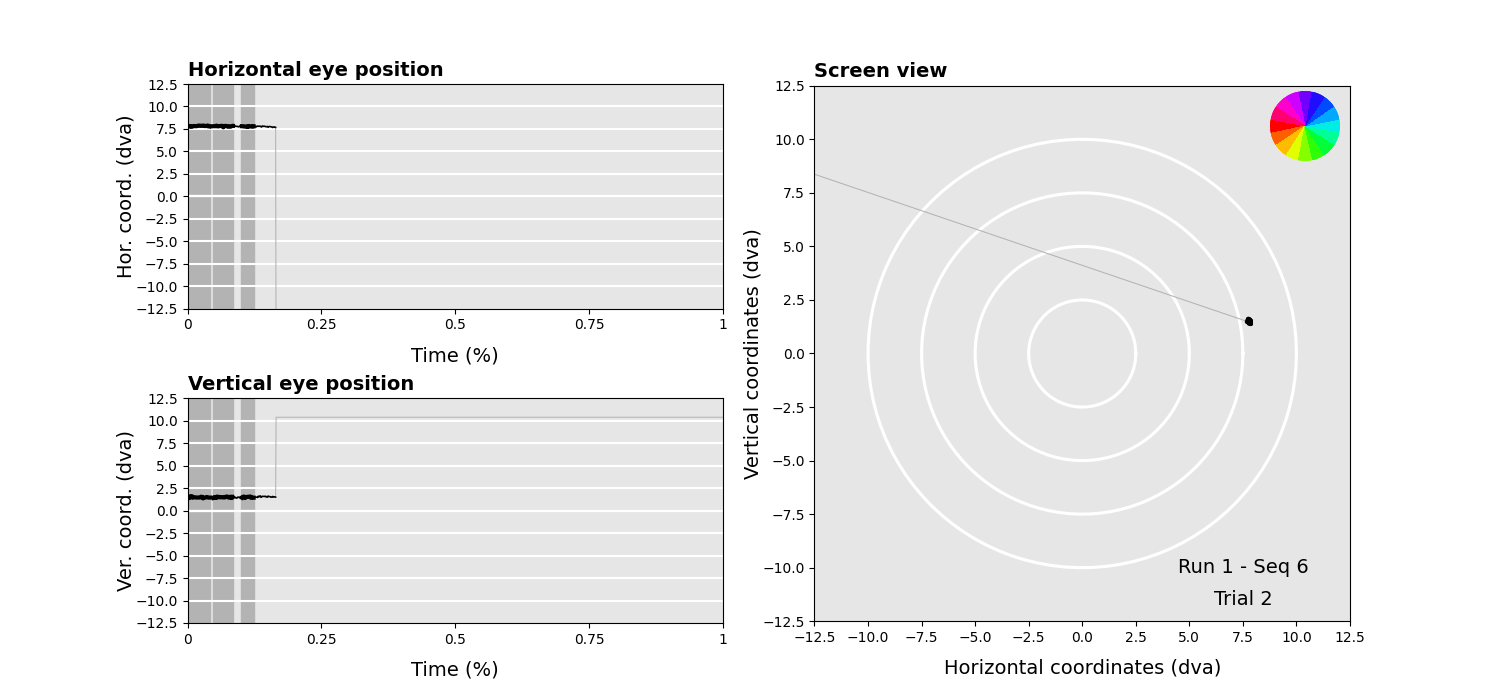 Horizontal eye position
12.5
10.0
7.5
5.0
2.5
0.0
−2.5
−5.0
−7.5
−10.0
−12.5
Hor. coord. (dva)
0 0.25 0.5 0.75 1
Time (%)
Vertical eye position
12.5
10.0
7.5
5.0
2.5
0.0
−2.5
−5.0
−7.5
−10.0
−12.5
Ver. coord. (dva)
0 0.25 0.5 0.75 1
Time (%)
Screen view
12.5
10.0
7.5
5.0
2.5
0.0
−2.5
−5.0
−7.5
−10.0
−12.5
Vertical coordinates (dva)
Run 1 - Seq 6
Trial 2
−12.5 −10.0 −7.5 −5.0 −2.5 0.0 2.5 5.0 7.5 10.0 12.5
Horizontal coordinates (dva)